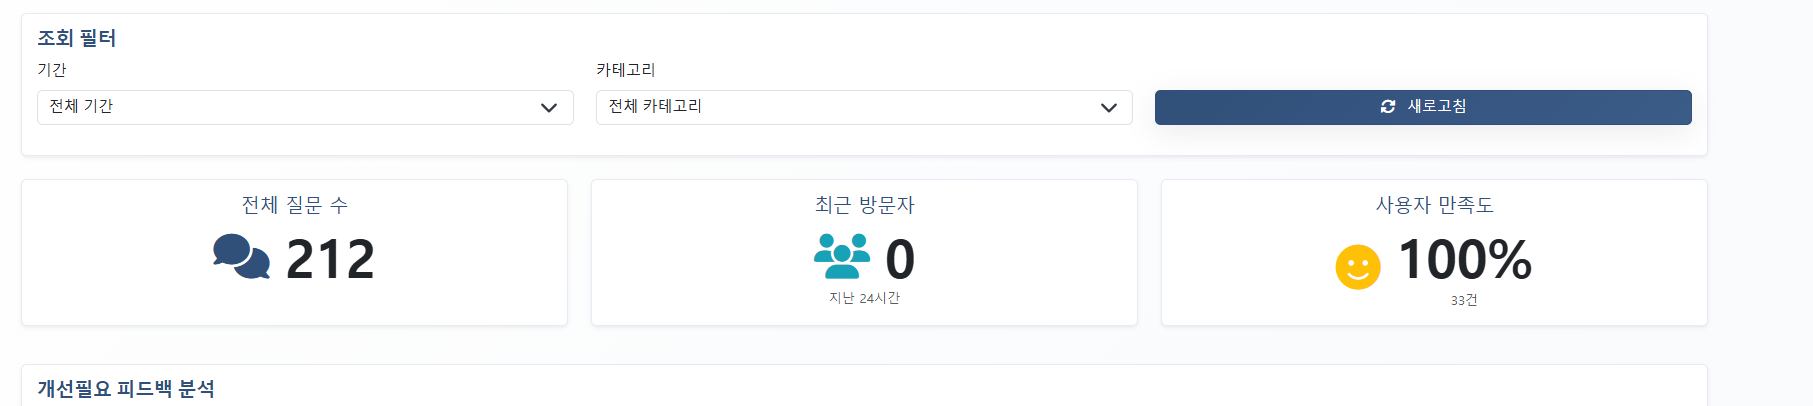 조회 필터
기간
카테고리
전체 기간
전체 카테고리
새로고침
전체 질문 수
212
최근 방문자
0
지난 24시간
사용자 만족도
100%
33건
개선필요 피드백 분석